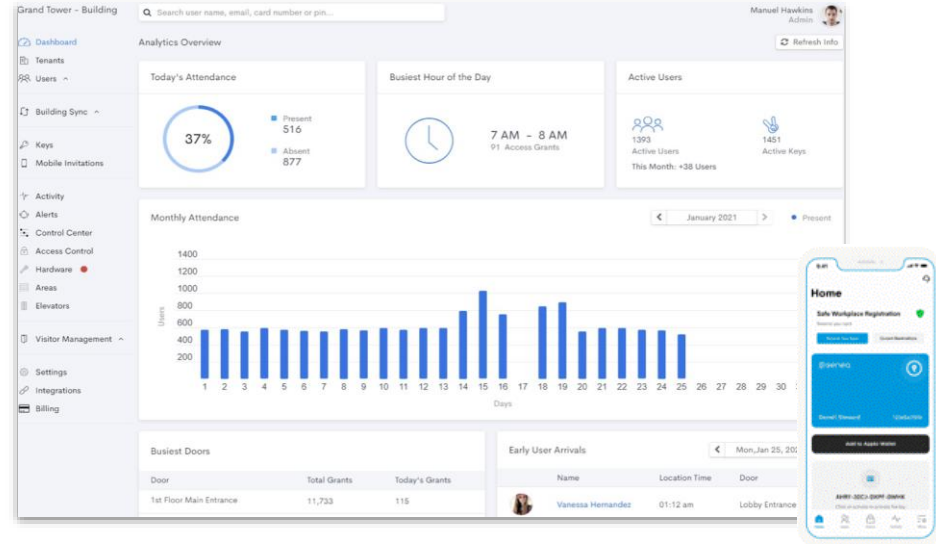 Grand Tower - Building
Search user name, email, card number or pin...
Manuel Hawkins
Admin
Dashboard
Tenants
Users
Building Sync
Keys
Mobile Invitations
Activity
Alerts
Control Center
Access Control
Hardware
Areas
Elevators
Visitor Management
Settings
Integrations
Billing
Analytics Overview
Refresh Info
Today's Attendance
37%
Present
516
Absent
877
Busiest Hour of the Day
7 AM - 8 AM
91 Access Grants
Active Users
1393
Active Users
1451
Active Keys
This Month: +38 Users
Monthly Attendance
January 2021
Present
1400
1200
1000
800
600
400
200
Users
1 2 3 4 5 6 7 8 9 10 11 12 13 14 15 16 17 18 19 20 21 22 23 24 25 26 27 28 29 30
Days
Busiest Doors
Door Total Grants Today's Grants
1st Floor Main Entrance 11,733 115
Early User Arrivals
Mon,Jan 25, 202
Name Location Time Door
Vanessa Hernandez 01:12 am Lobby Entrance
Home
Safe Workplace Registration
Add to Apple Wallet